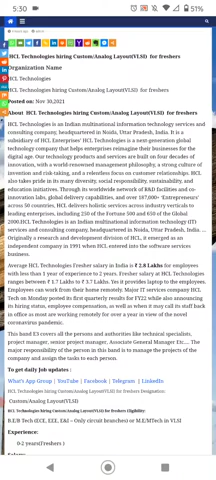 5:30
51%
HCL Technologies hiring Custom/Analog Layout(VLSI) for freshers
Organization Name
HCL Technologies
HCL Technologies hiring Custom/Analog Layout(VLSI) for freshers
Posted on: Nov 30,2021
About HCL Technologies hiring Custom/Analog Layout(VLSI) for freshers
HCL Technologies is an Indian multinational information technology services and
consulting company, headquartered in Noida, Uttar Pradesh, India. It is a
subsidiary of HCL Enterprises' HCL Technologies is a next-generation global
technology company that helps enterprises reimagine their businesses for the
digital age. Our technology products and services are built on four decades of
innovation, with a world-renowned management philosophy, a strong culture of
invention and risk-taking, and a relentless focus on customer relationships. HCL
also takes pride in its many diversity, social responsibility, sustainability, and
education initiatives. Through its worldwide network of R&D facilities and co-
innovation labs, global delivery capabilities, and over 187,000+ 'Entrepreneurs'
across 50 countries, HCL delivers holistic services across industry verticals to
leading enterprises, including 250 of the Fortune 500 and 650 of the Global
2000.HCL Technologies is an Indian multinational information technology (IT)
services and consulting company, headquartered in Noida, Uttar Pradesh, India. ...
Originally a research and development division of HCL, it emerged as an
independent company in 1991 when HCL entered into the software services
business.
Average HCL Technologies Fresher salary in India is ₹ 2.8 Lakhs for employees
with less than 1 year of experience to 2 years. Fresher salary at HCL Technologies
ranges between ₹ 1.7 Lakhs to ₹ 3.7 Lakhs. Yes it provides laptop to the employees.
Employees can work from their home remotely. Major IT services company HCL
Tech on Monday posted its first quarterly results for FY22 while also announcing
its hiring status, employee compensation, as well as when it may call its staff back
in office as most are working remotely for over a year in view of the novel
coronavirus pandemic.
This band E3 covers all the persons and authorities like technical specialists,
project manager, senior project manager, Associate General Manager Etc.... The
major responsibility of the person in this band is to manage the projects of the
company and assign the tasks to each person.
To get daily Job updates :
What's App Group | YouTube | Facebook | Telegram | LinkedIn
HCL Technologies hiring Custom/Analog Layout(VLSI) for freshers Designation:
Custom/Analog Layout(VLSI)
HCL Technologies hiring Custom/Analog Layout(VLSI) for freshers Eligibility:
B.E/B Tech (ECE, EEE, E&I – Only circuit branches) or M.E/M.Tech in VLSI
Experience:
0-2 years(Freshers )